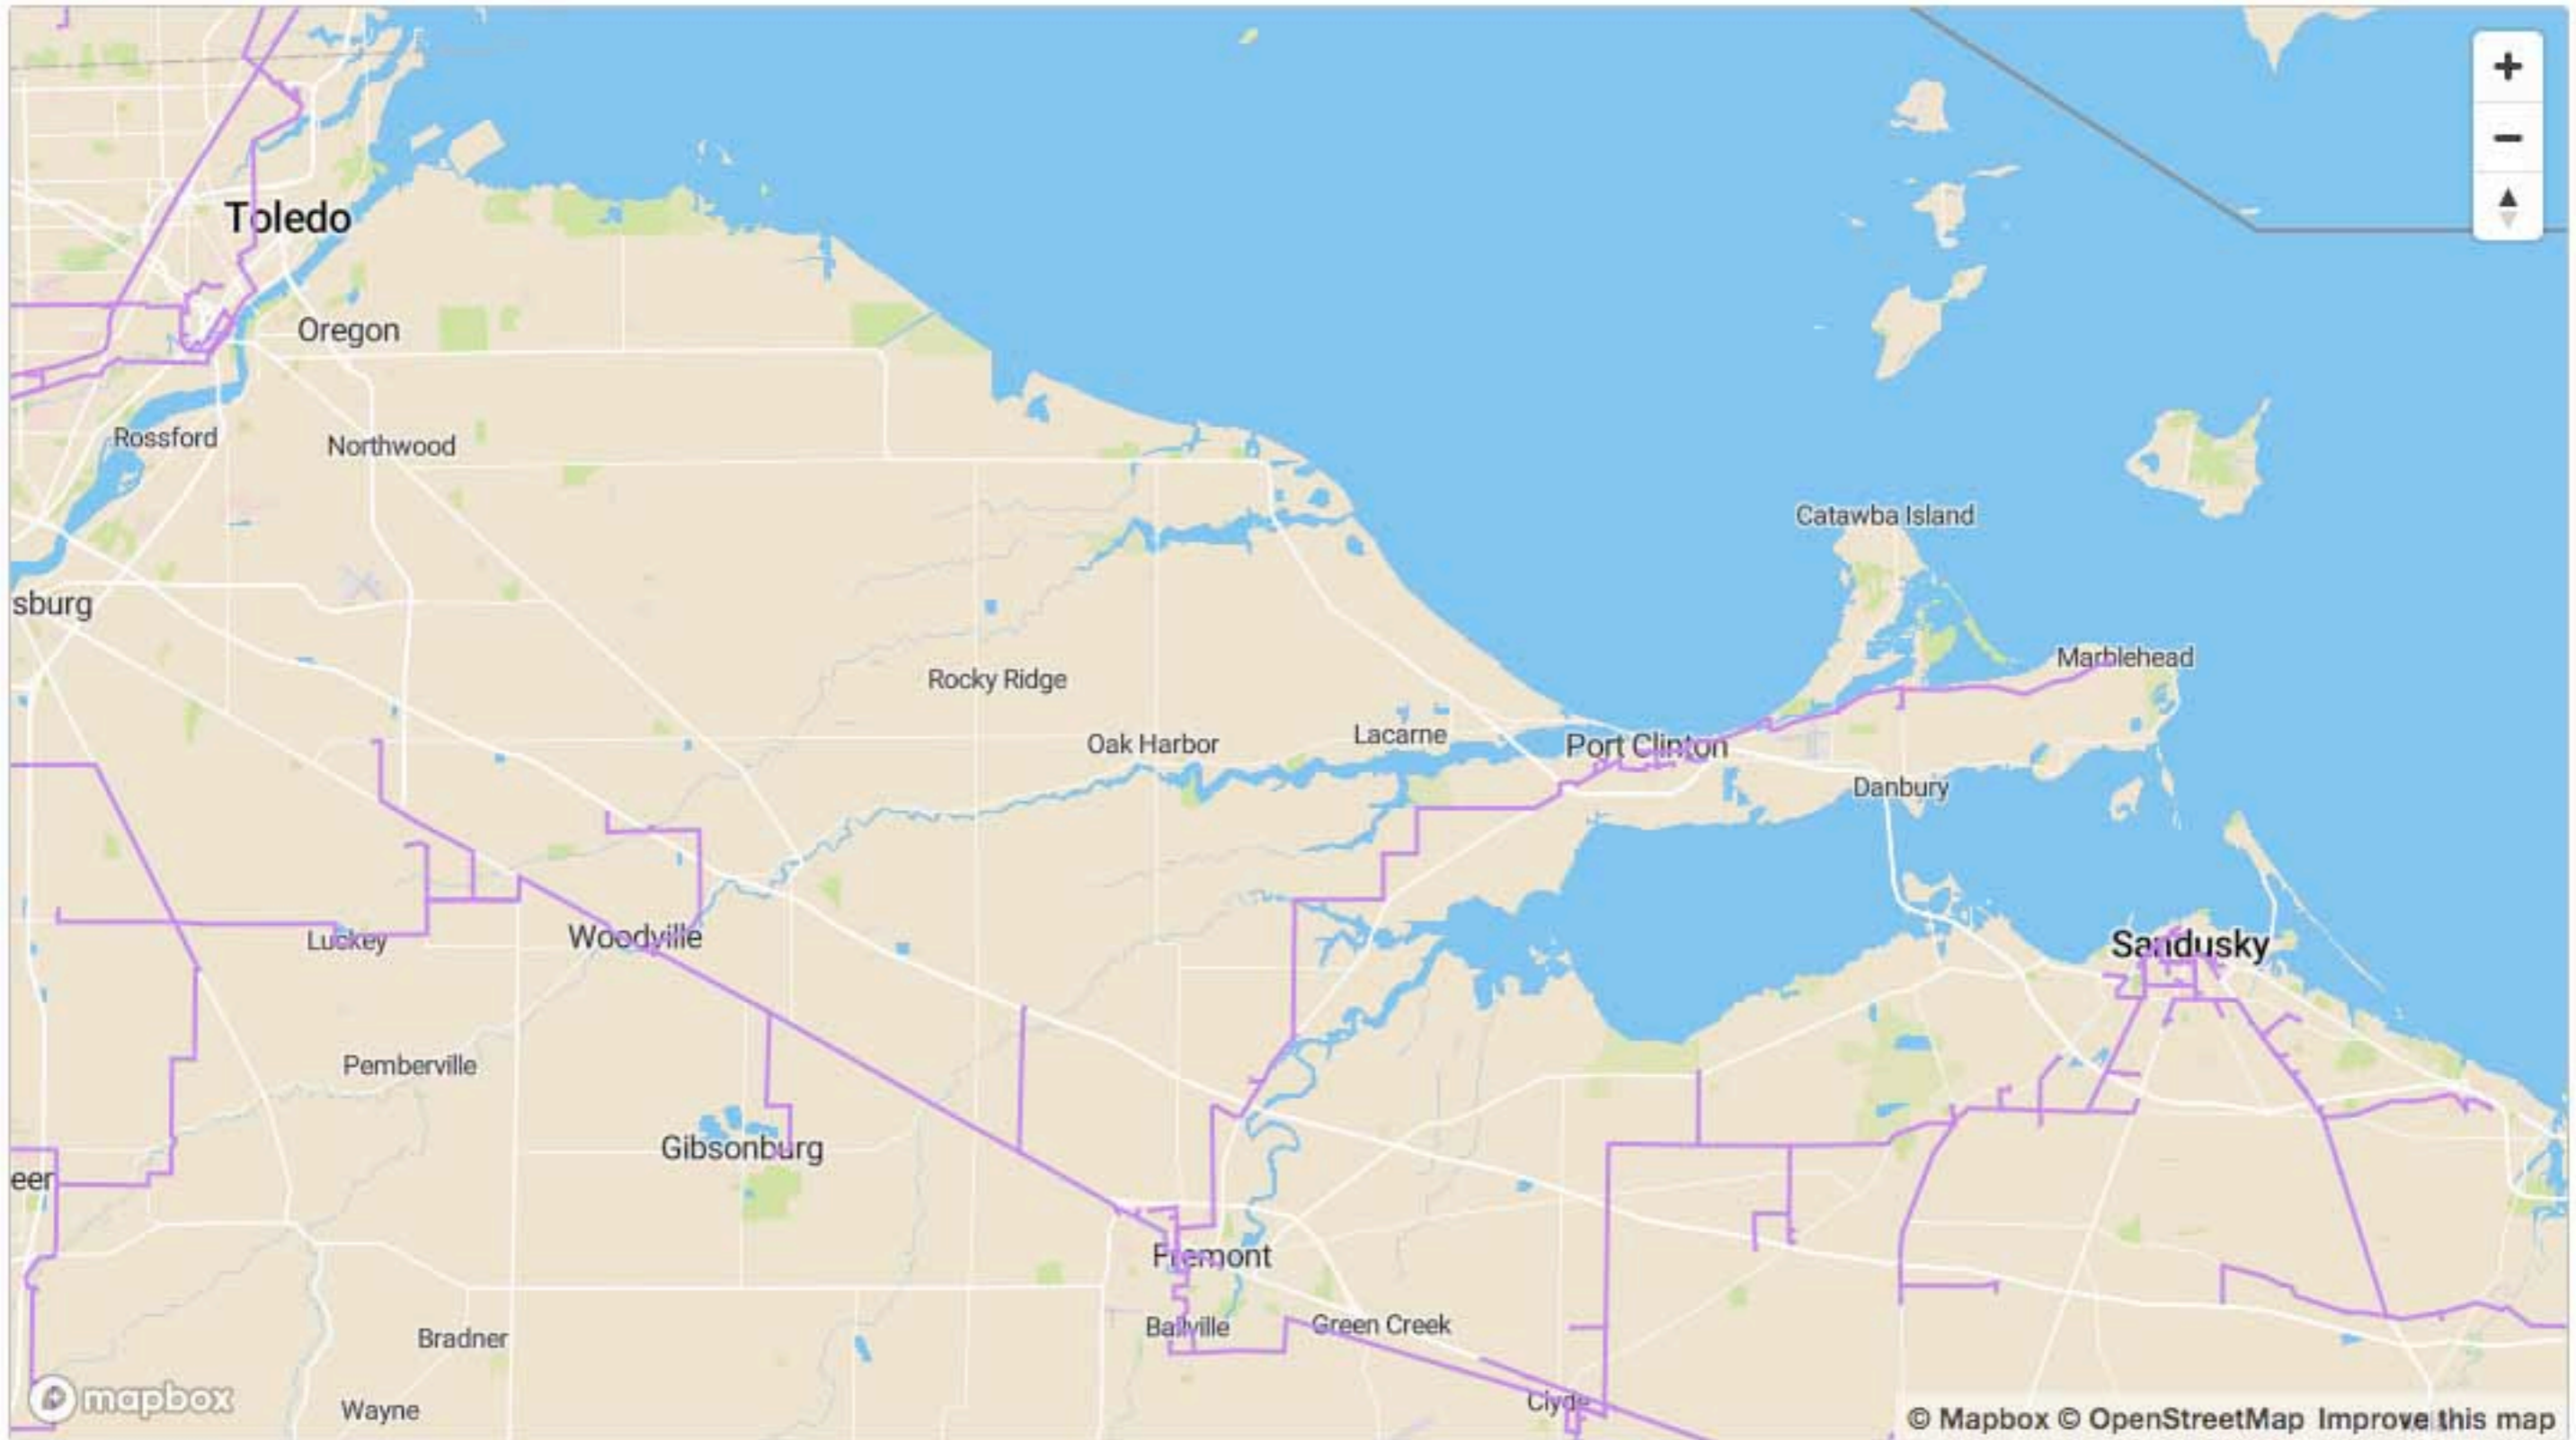 Toledo
Oregon
Rossford
Northwood
Catawba Island
sburg
Marblehead
Rocky Ridge
Lacarne
Oak Harbor
Port Clinton
Danbury
Luckey
Woodville
Sandusky
Pemberville
Gibsonburg
eer
Fremont
Ballville
Green Creek
Bradner
Clyde
Wayne
mapbox
© Mapbox © OpenStreetMap Improve this map